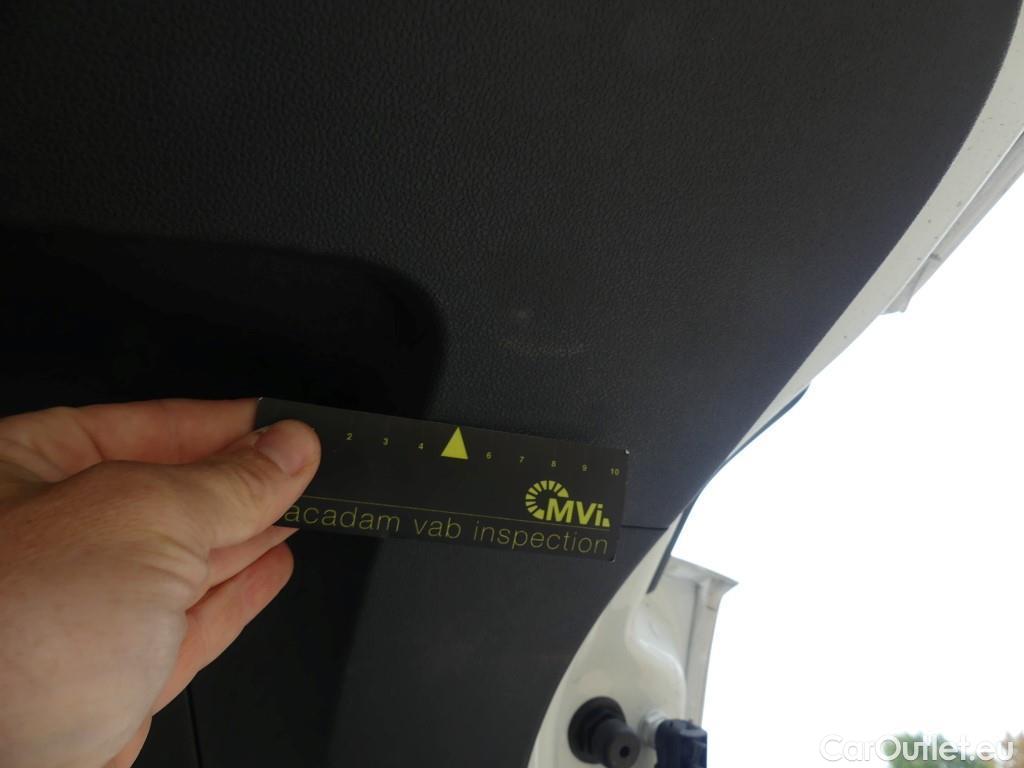 2 3 4 6 7 8 9 10
MVi
acadam vab inspection
CarOutlet.eu